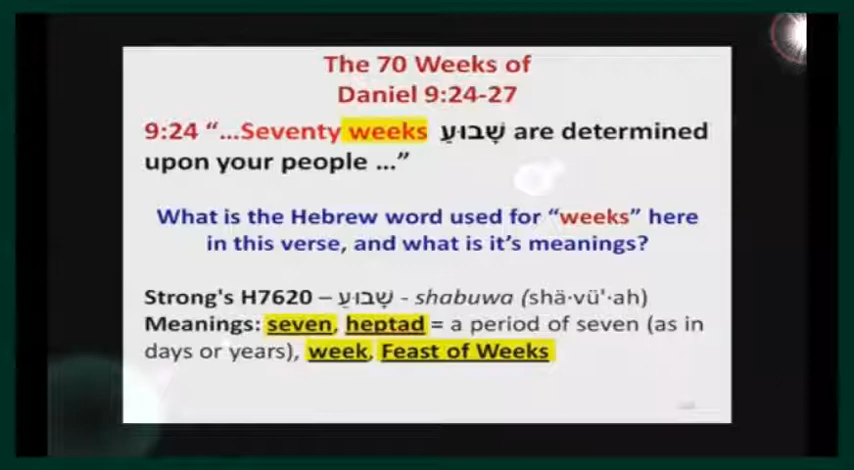 The 70 Weeks of
Daniel 9:24-27
9:24 “...Seventy weeks שָׁבוּעַ are determined
upon your people ...”
What is the Hebrew word used for “weeks” here
in this verse, and what is it’s meanings?
Strong's H7620 – שָׁבוּעַ - shabuwa (shä·vü'·ah)
Meanings: seven, heptad = a period of seven (as in
days or years), week, Feast of Weeks